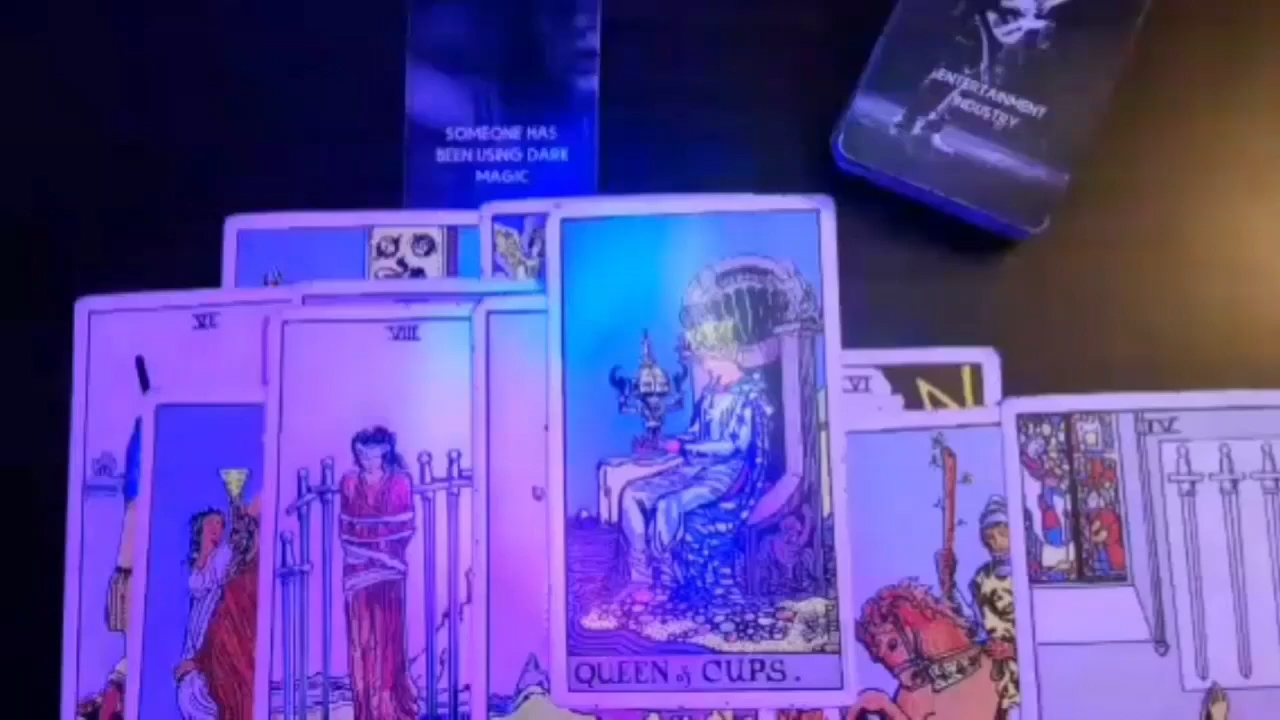 SOMEONE HAS
BEEN USING DARK
MAGIC
ENTERTAINMENT
INDUSTRY
VI
VIII
VI
IV
QUEEN of CUPS.